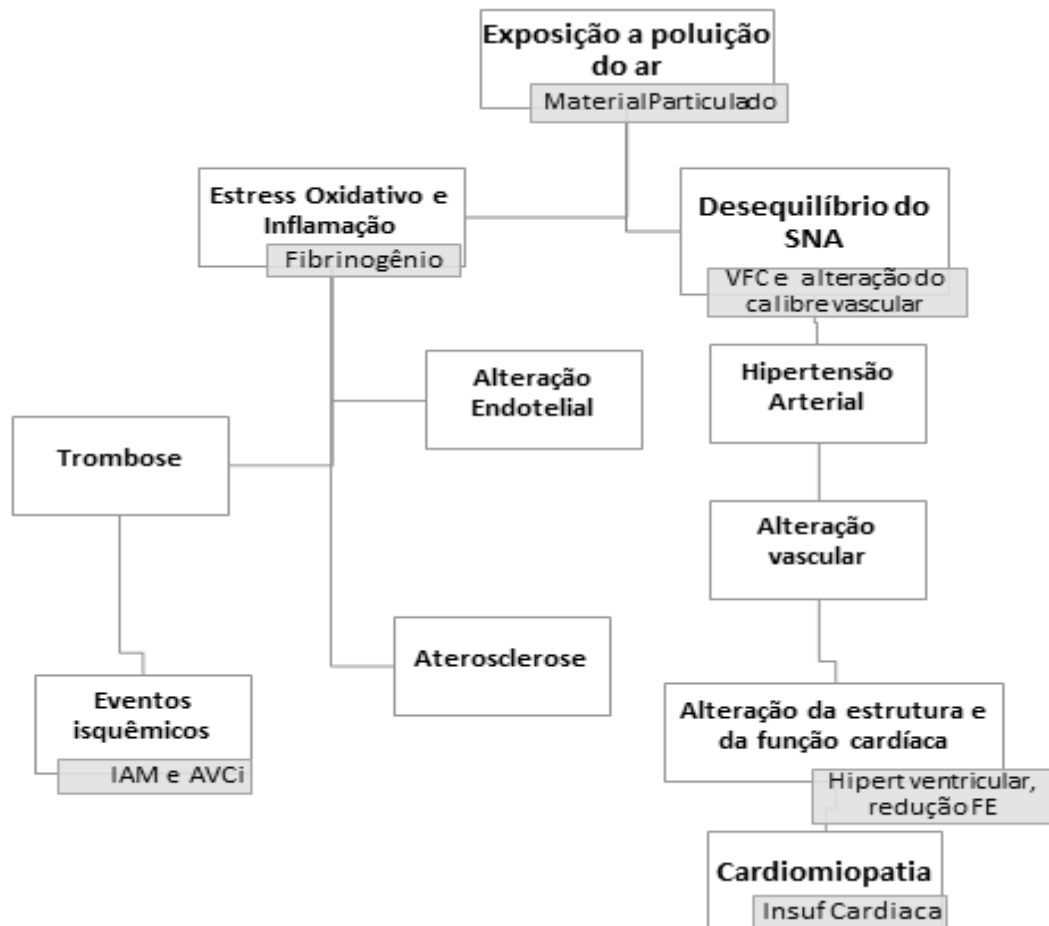 Exposição a poluição
do ar
Material Particulado
Estress Oxidativo e
Inflamação
Fibrinogênio
Desequilíbrio do
SNA
VFC e alteração do
calibre vascular
Alteração
Endotelial
Hipertensão
Arterial
Trombose
Alteração
vascular
Aterosclerose
Eventos
isquêmicos
IAM e AVCi
Alteração da estrutura e
da função cardíaca
Hipert ventricular,
redução FE
Cardiomiopatia
Insuf Cardiaca